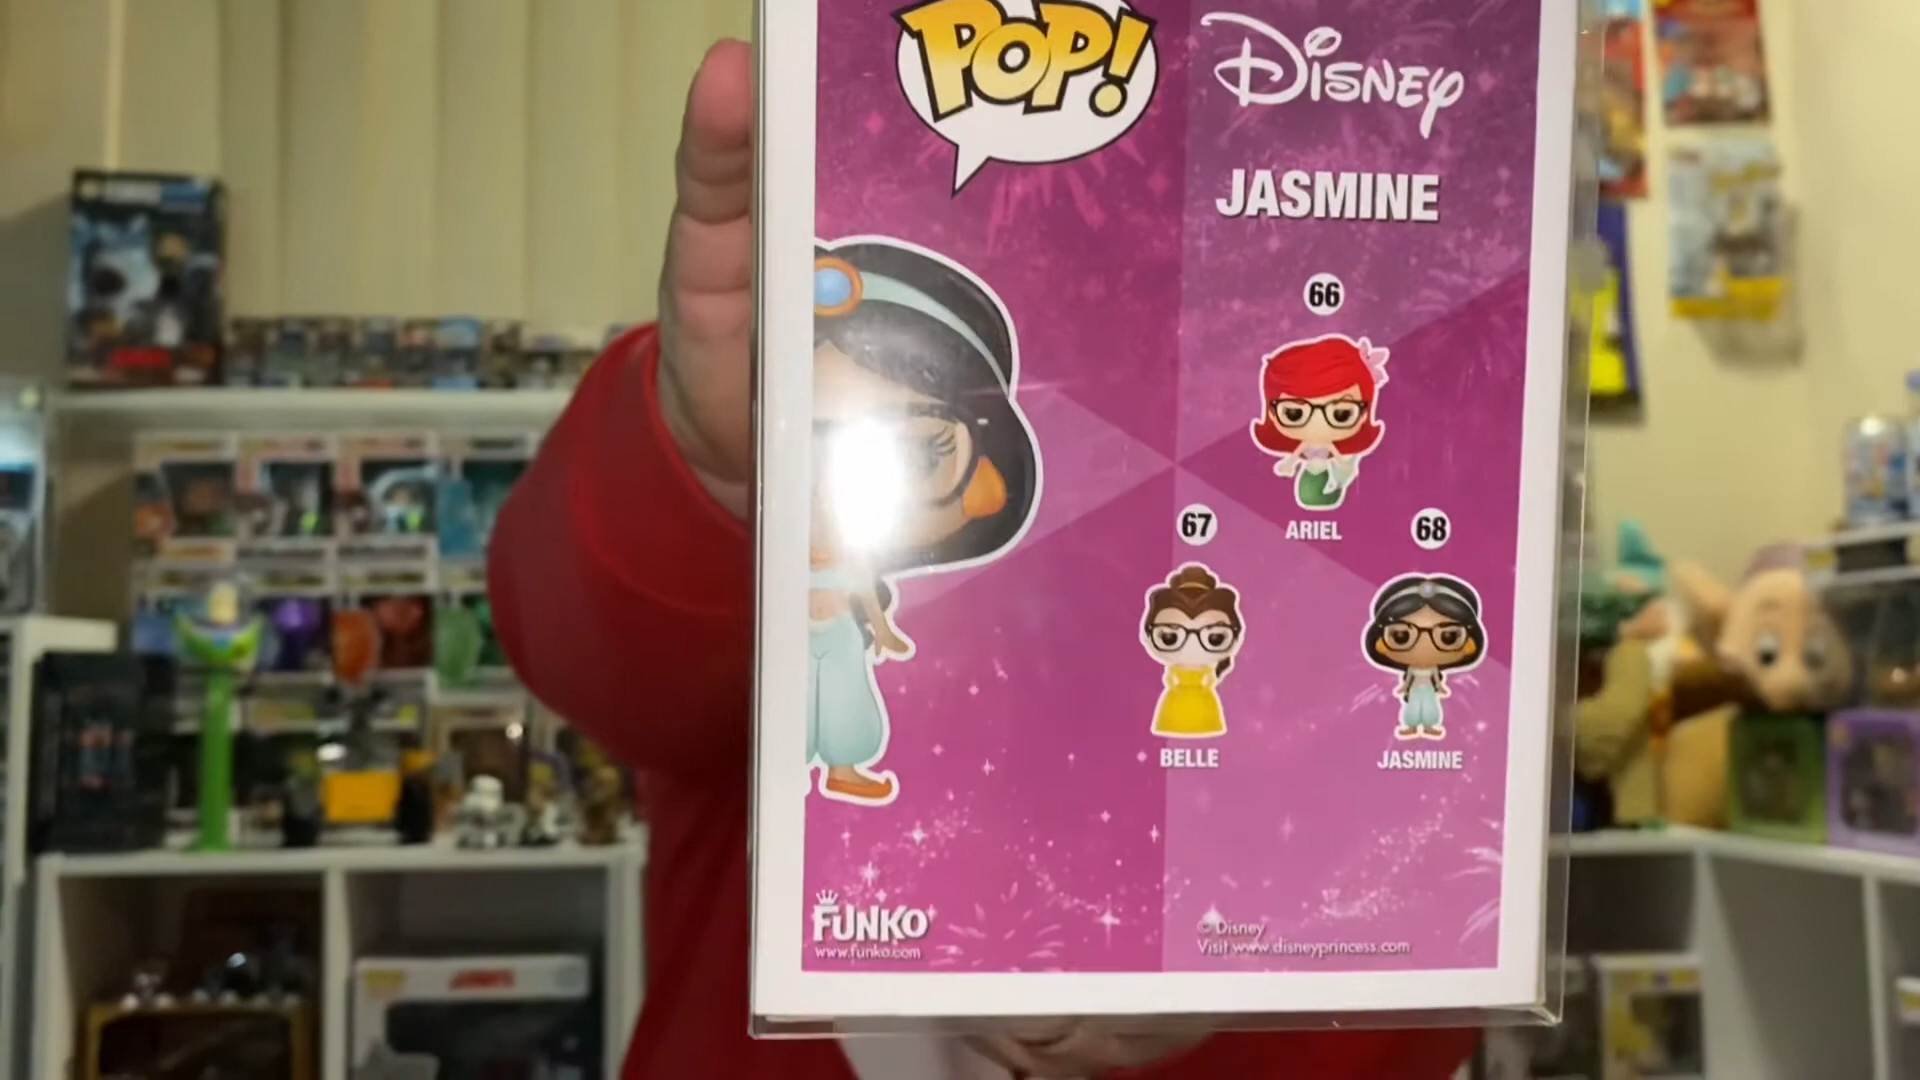 POP!
DISNEY
JASMINE
66
ARIEL
67
68
BELLE
JASMINE
FUNKO
www.funko.com
© Disney
Visit www.disneyprincess.com